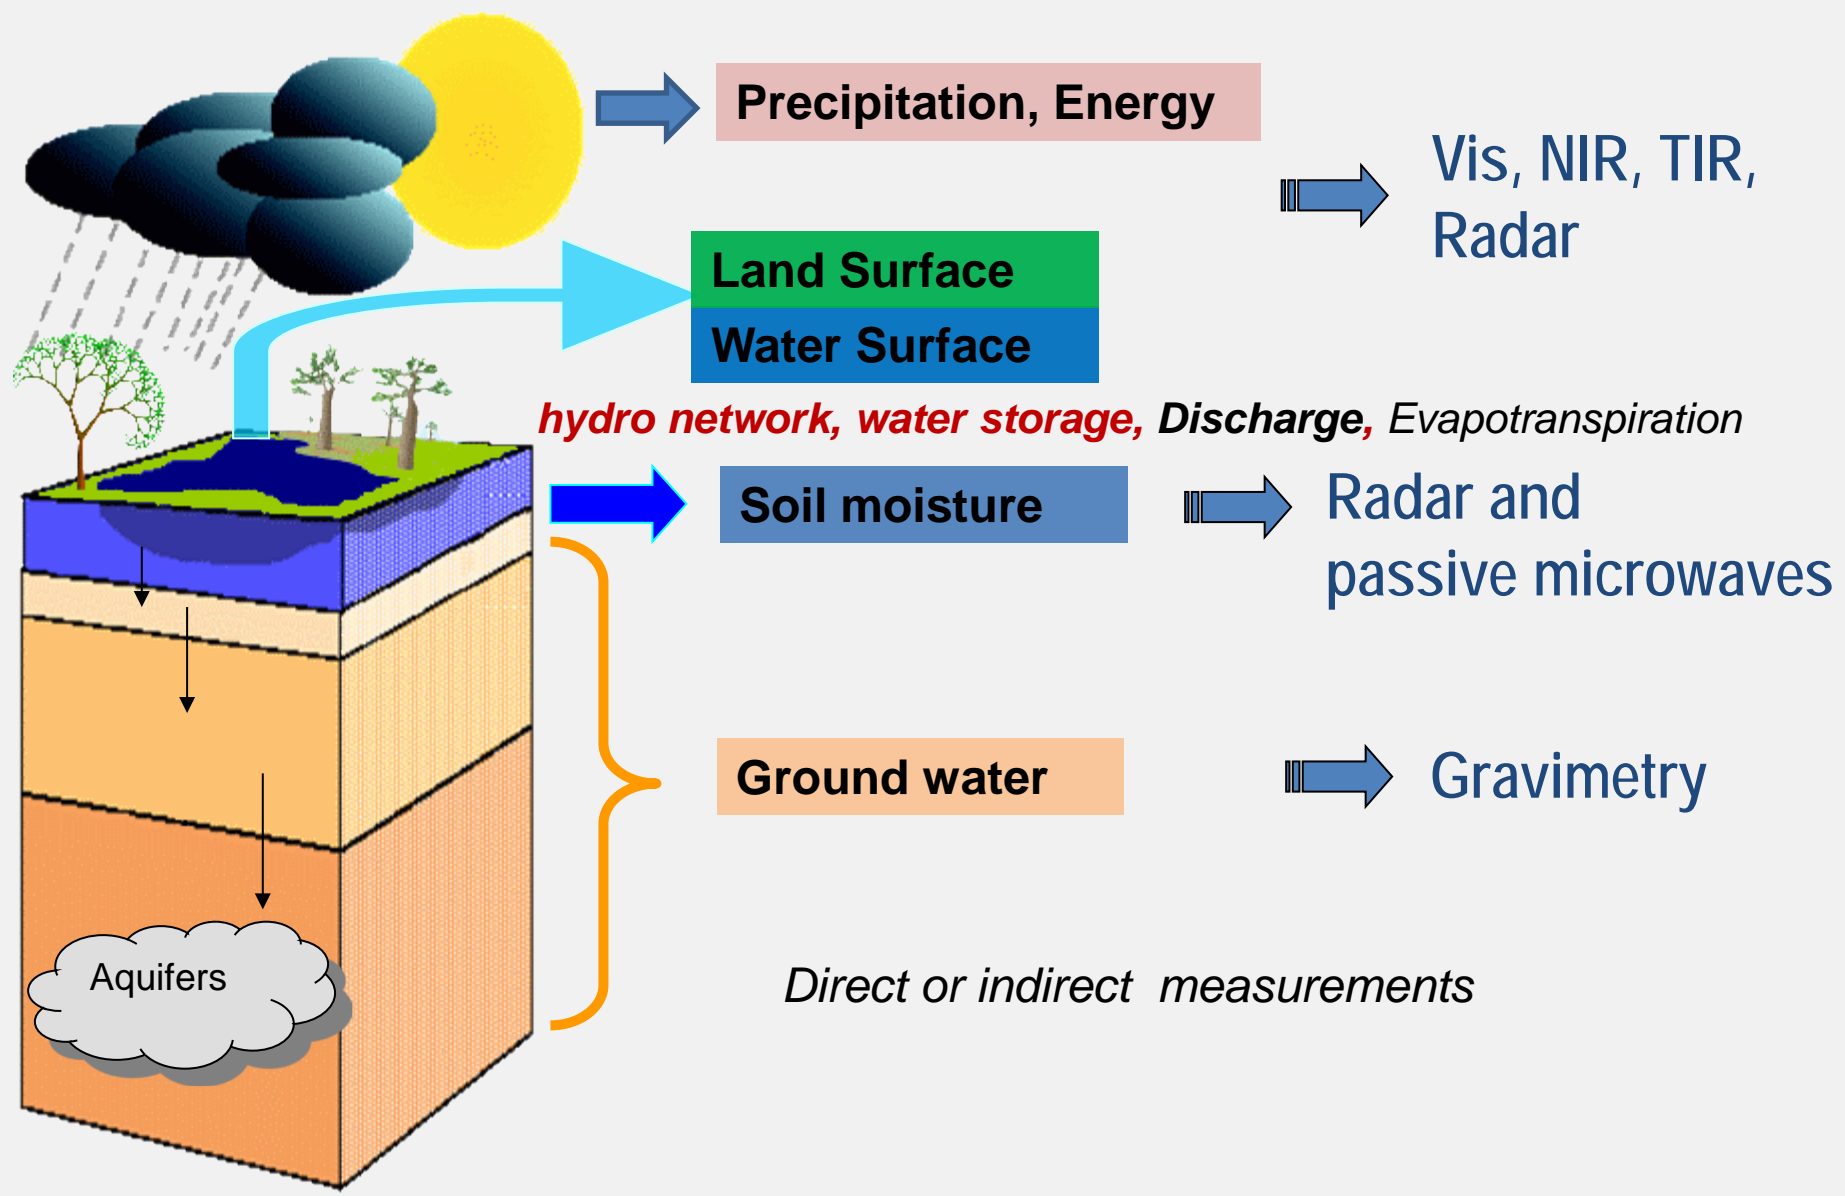 Precipitation, Energy
Vis, NIR, TIR,
Radar
Land Surface
Water Surface
hydro network, water storage, Discharge, Evapotranspiration
Soil moisture
Radar and
passive microwaves
Ground water
Gravimetry
Aquifers
Direct or indirect measurements